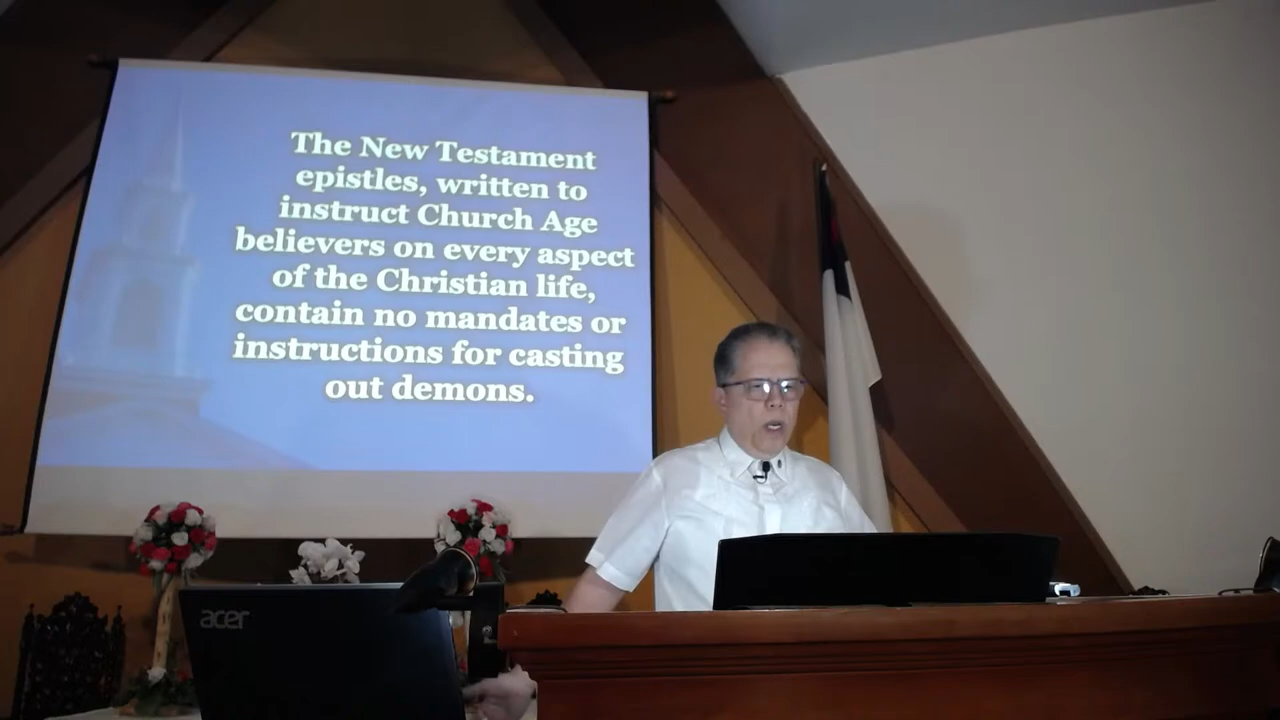 The New Testament
epistles, written to
instruct Church Age
believers on every aspect
of the Christian life,
contain no mandates or
instructions for casting
out demons.
acer